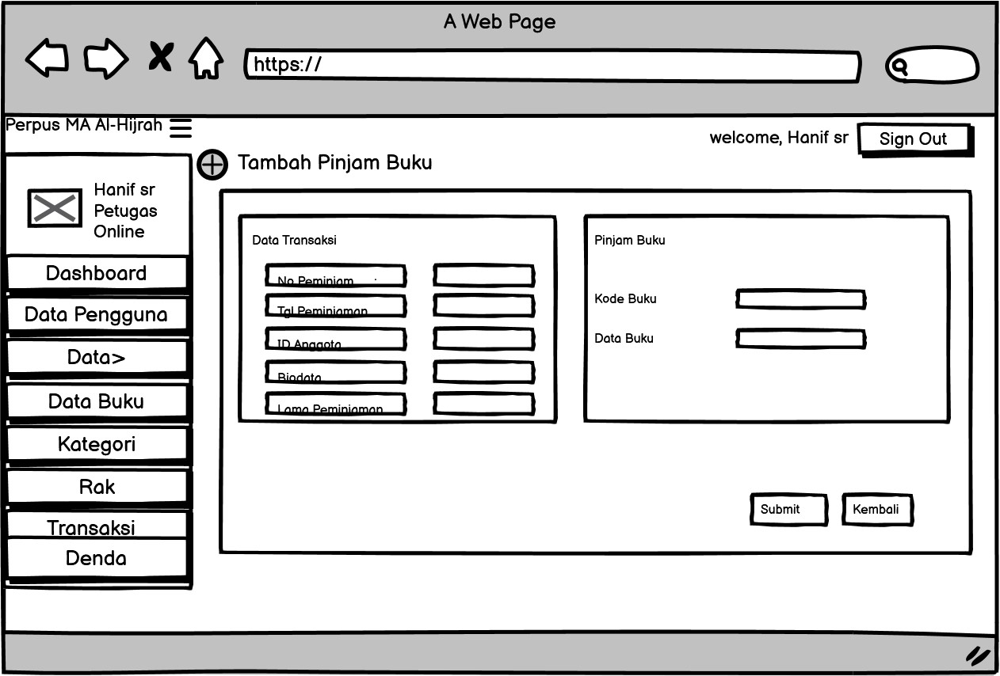 A Web Page
https://
Perpus MA Al-Hijrah
welcome, Hanif sr
Sign Out
Tambah Pinjam Buku
Hanif sr
Petugas
Online
Dashboard
Data Pengguna
Data>
Data Buku
Kategori
Rak
Transaksi
Denda
Data Transaksi
No Peminjam
Tgl Peminjaman
ID Anggota
Biodata
Lama Peminjaman
Pinjam Buku
Kode Buku
Data Buku
Submit
Kembali